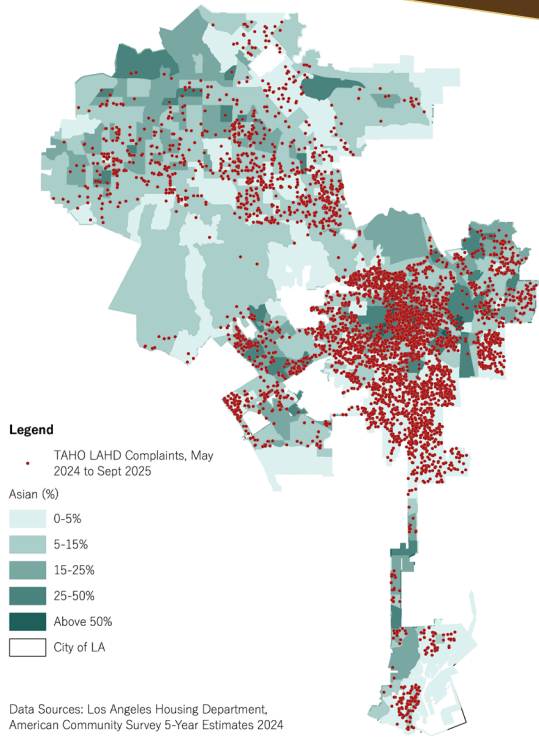 Legend
TAHO LAHD Complaints, May
2024 to Sept 2025
Asian (%)
0-5%
5-15%
15-25%
25-50%
Above 50%
City of LA
Data Sources: Los Angeles Housing Department,
American Community Survey 5-Year Estimates 2024